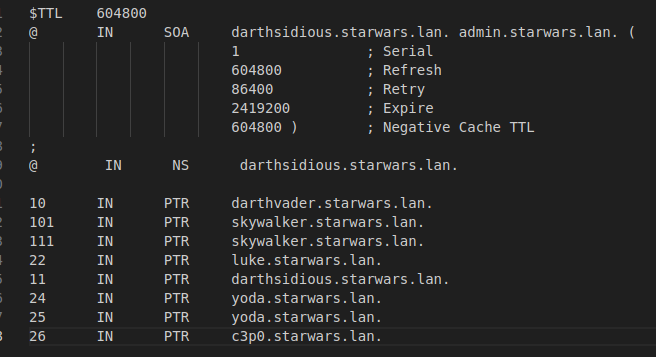 $TTL    604800
@       IN      SOA     darthsidious.starwars.lan. admin.starwars.lan. (
                        1               ; Serial
                        604800          ; Refresh
                        86400           ; Retry
                        2419200         ; Expire
                        604800 )        ; Negative Cache TTL
;
@        IN      NS      darthsidious.starwars.lan.

10      IN      PTR     darthvader.starwars.lan.
101     IN      PTR     skywalker.starwars.lan.
111     IN      PTR     skywalker.starwars.lan.
22      IN      PTR     luke.starwars.lan.
11      IN      PTR     darthsidious.starwars.lan.
24      IN      PTR     yoda.starwars.lan.
25      IN      PTR     yoda.starwars.lan.
26      IN      PTR     c3p0.starwars.lan.